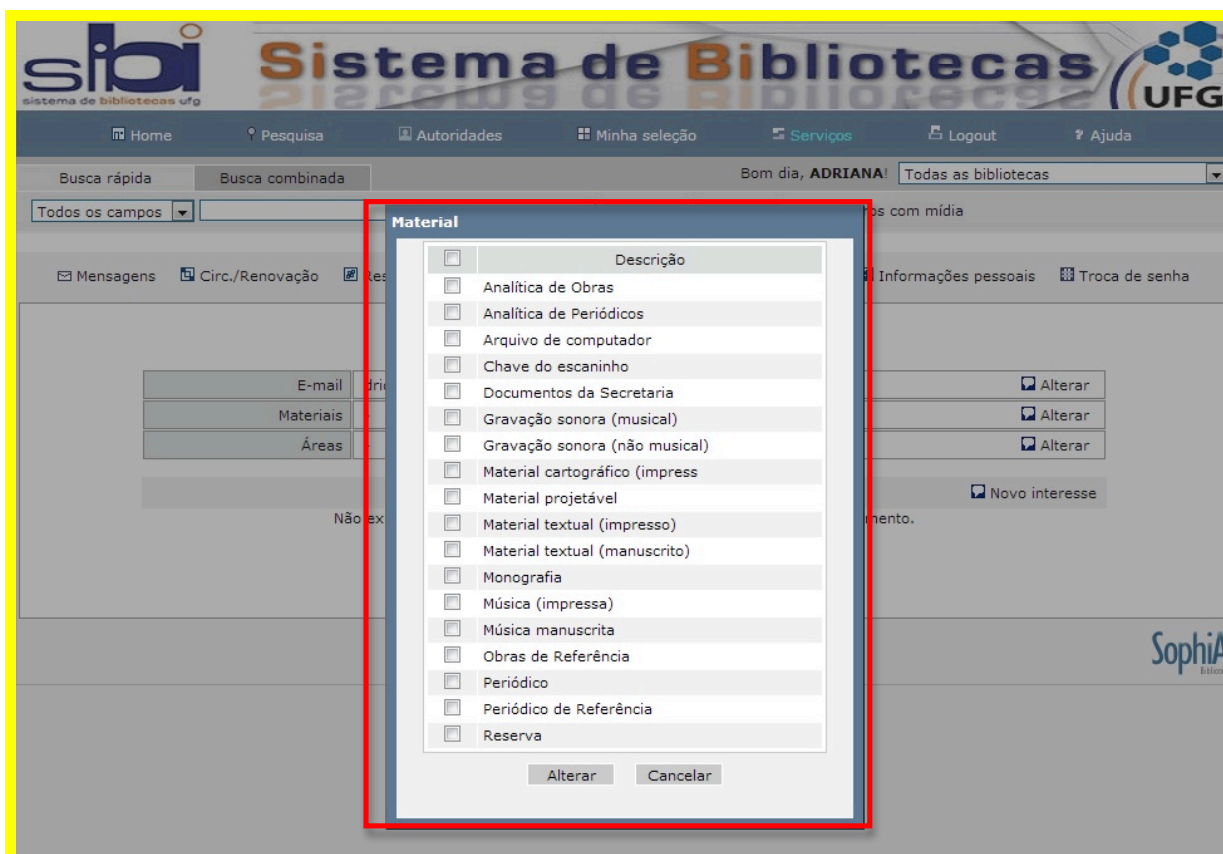 sibi Sistema de Bibliotecas
sistema de bibliotecas ufg
UFG
Home Pesquisa Autoridades Minha seleção Serviços Logout ? Ajuda
Busca rápida Busca combinada Bom dia, ADRIANA! Todas as bibliotecas
Todos os campos com mídia
Mensagens Circ./Renovação Informações pessoais Troca de senha
Material
Descrição
Analítica de Obras
Analítica de Periódicos
Arquivo de computador
Chave do escaninho
Documentos da Secretaria
Gravação sonora (musical)
Gravação sonora (não musical)
Material cartográfico (impress
Material projetável
Material textual (impresso)
Material textual (manuscrito)
Monografia
Música (impressa)
Música manuscrita
Obras de Referência
Periódico
Periódico de Referência
Reserva
Alterar Cancelar
E-mail Alterar
Materiais Alterar
Áreas Alterar
Novo interesse
Não
SophiA